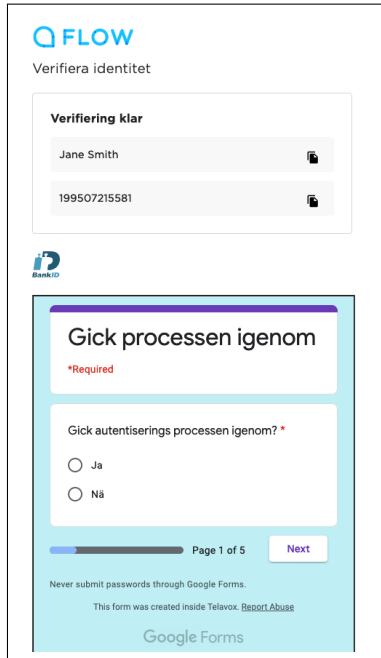 FLOW
Verifiera identitet
Verifiering klar
Jane Smith
199507215581
BankID
Gick processen igenom
*Required
Gick autentiserings processen igenom? *
Ja
Nä
Page 1 of 5
Next
Never submit passwords through Google Forms.
This form was created inside Telavox. Report Abuse
Google Forms